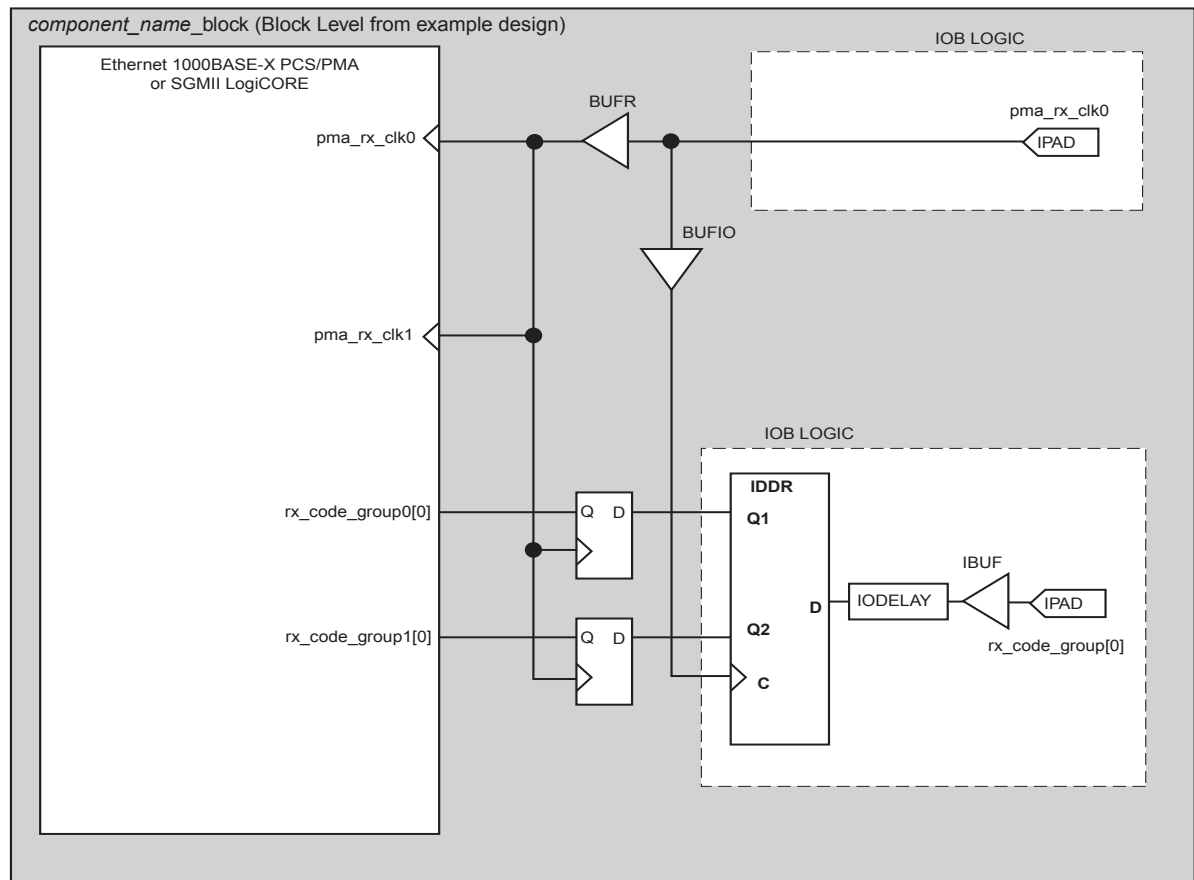 component_name_block (Block Level from example design)
Ethernet 1000BASE-X PCS/PMA
or SGMII LogiCORE
IOB LOGIC
BUFR
pma_rx_clk0
pma_rx_clk0
IPAD
BUFIO
pma_rx_clk1
IOB LOGIC
IDDR
rx_code_group0[0]
Q D
Q1
IBUF
D
IODELAY
IPAD
rx_code_group1[0]
Q D
Q2
rx_code_group[0]
C